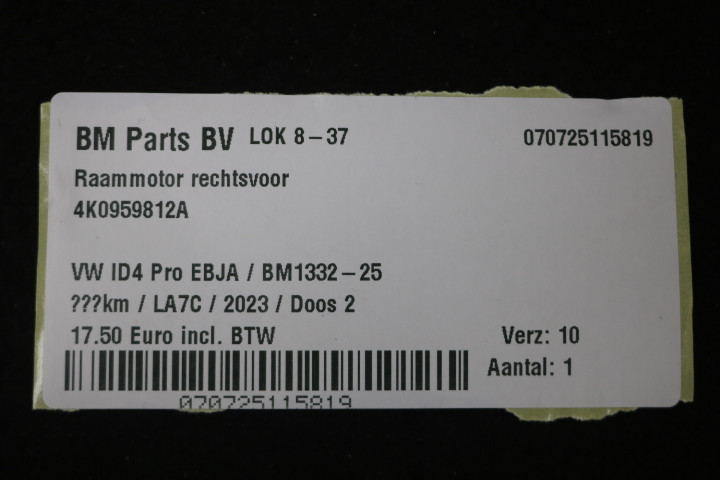 BM Parts BV LOK 8-37 070725115819
Raammotor rechtsvoor
4K0959812A
VW ID4 Pro EBJA / BM1332-25
???km / LA7C / 2023 / Doos 2
17.50 Euro incl. BTW Verz: 10
Aantal: 1
070725115819